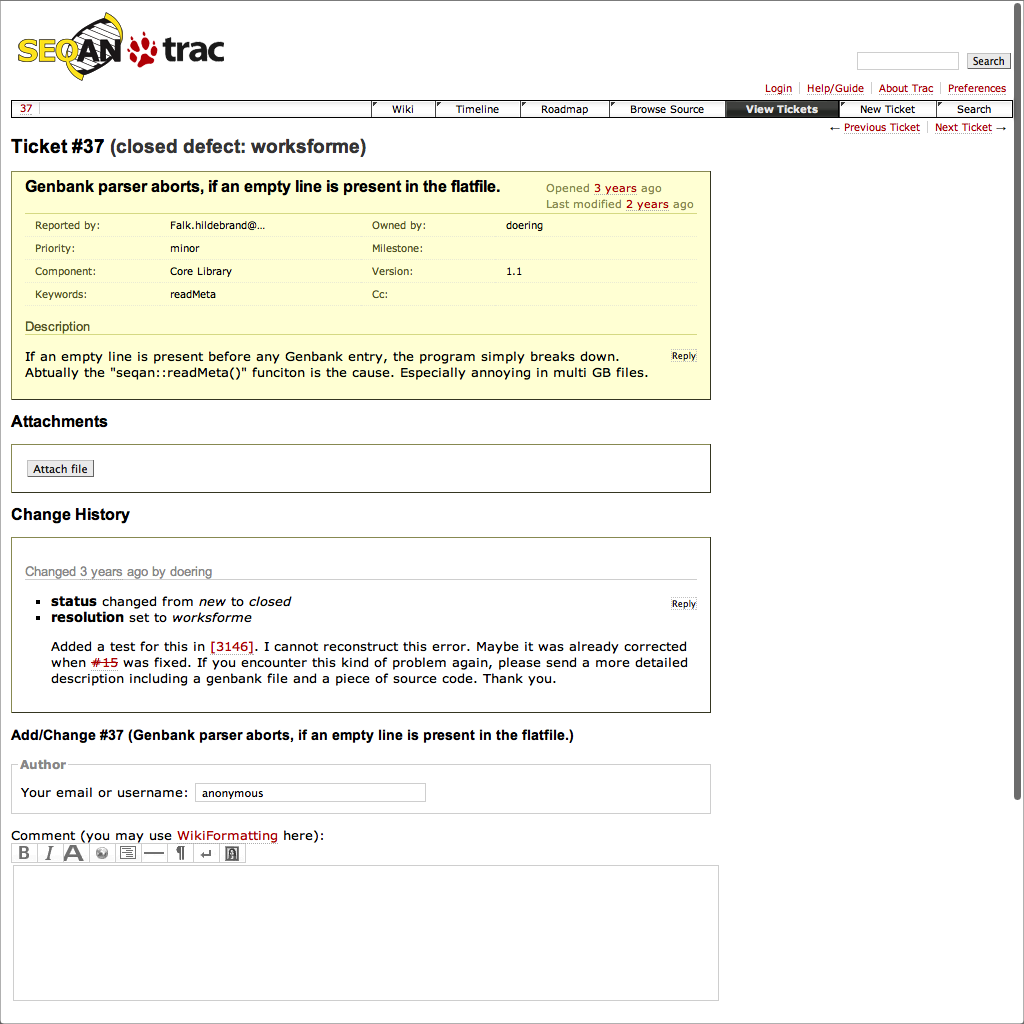 SEQAN trac
Search
Login Help/Guide About Trac Preferences
37 Wiki Timeline Roadmap Browse Source View Tickets New Ticket Search
← Previous Ticket Next Ticket →
Ticket #37 (closed defect: worksforme)
Genbank parser aborts, if an empty line is present in the flatfile.
Opened 3 years ago
Last modified 2 years ago
Reported by: Falk.hildebrand@... Owned by: doering
Priority: minor Milestone:
Component: Core Library Version: 1.1
Keywords: readMeta Cc:
Description
If an empty line is present before any Genbank entry, the program simply breaks down. Reply
Abtually the "seqan::readMeta()" funciton is the cause. Especially annoying in multi GB files.
Attachments
Attach file
Change History
Changed 3 years ago by doering
▪ status changed from new to closed Reply
▪ resolution set to worksforme
Added a test for this in [3146]. I cannot reconstruct this error. Maybe it was already corrected
when #15 was fixed. If you encounter this kind of problem again, please send a more detailed
description including a genbank file and a piece of source code. Thank you.
Add/Change #37 (Genbank parser aborts, if an empty line is present in the flatfile.)
Author
Your email or username: anonymous
Comment (you may use WikiFormatting here):
B I A — ¶ ↵